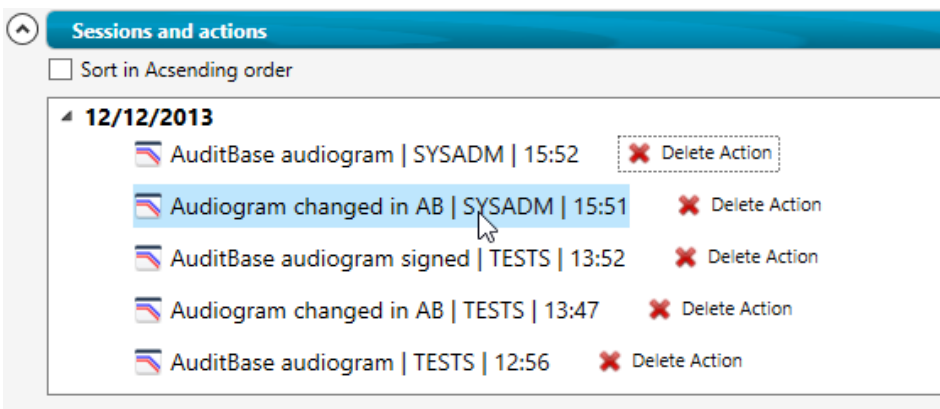 Sessions and actions
Sort in Acsending order
12/12/2013
AuditBase audiogram | SYSADM | 15:52 Delete Action
Audiogram changed in AB | SYSADM | 15:51 Delete Action
AuditBase audiogram signed | TESTS | 13:52 Delete Action
Audiogram changed in AB | TESTS | 13:47 Delete Action
AuditBase audiogram | TESTS | 12:56 Delete Action